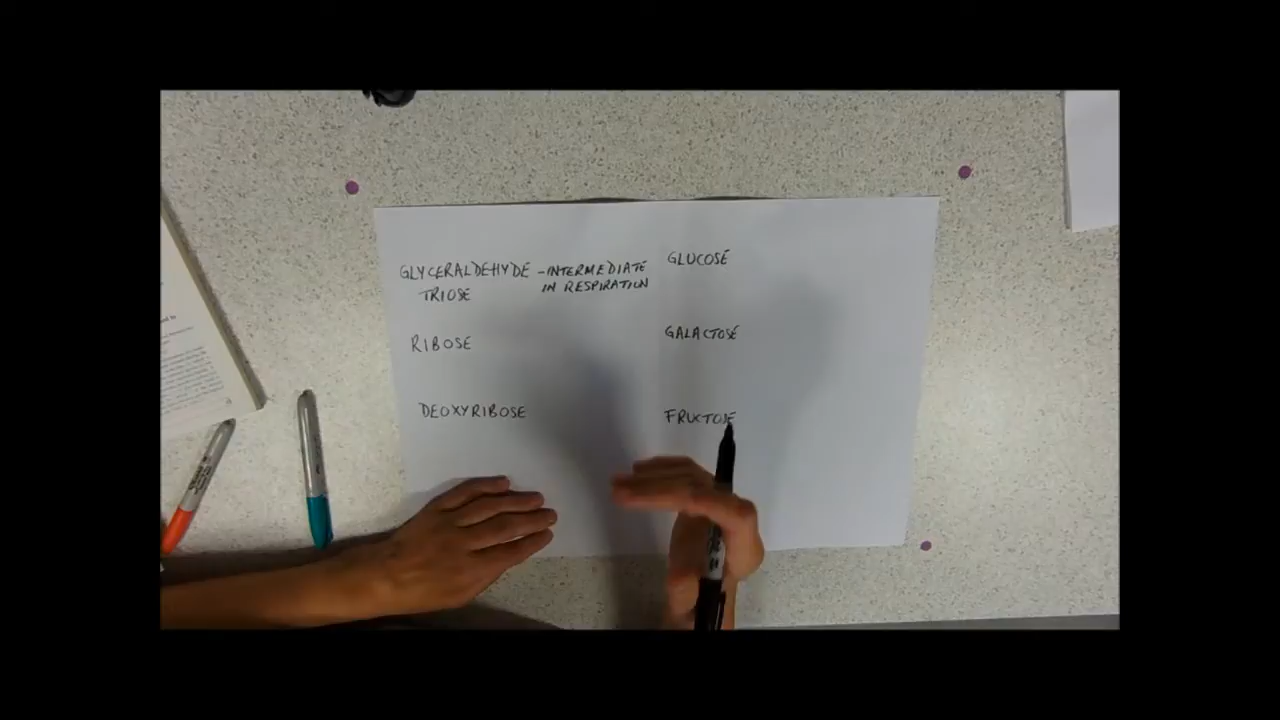 GLYCERALDEHYDE -INTERMEDIATE
TRIOSE IN RESPIRATION
RIBOSE
DEOXYRIBOSE
GLUCOSE
GALACTOSE
FRUCTOSE